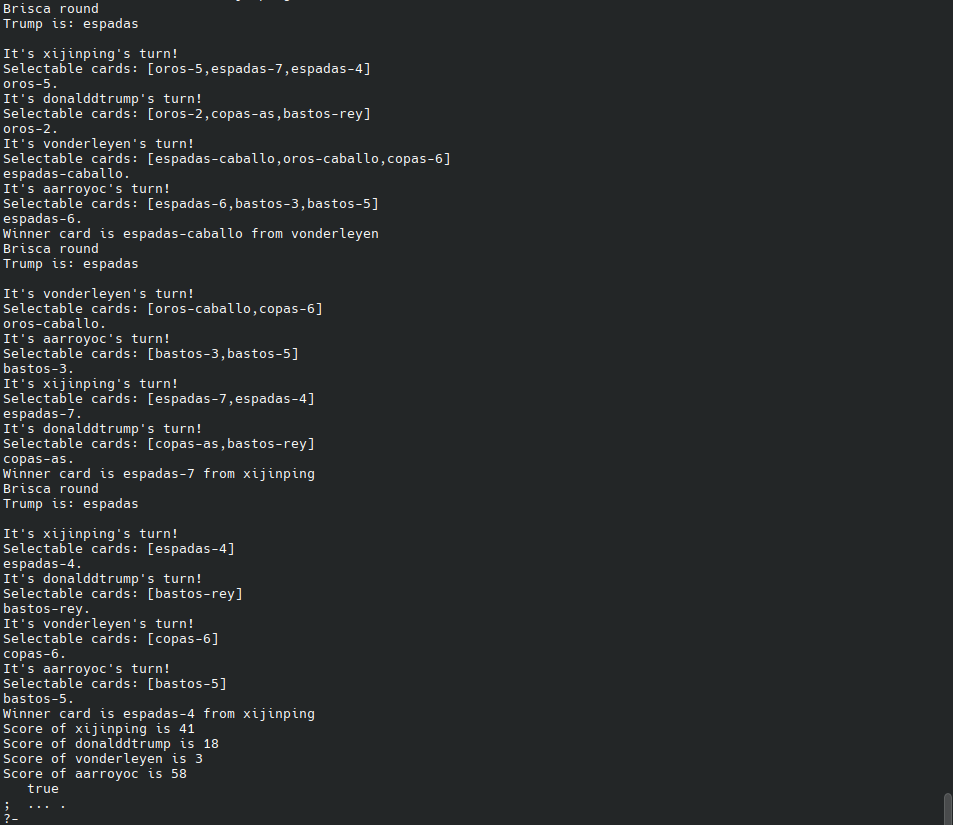 Brisca round
Trump is: espadas
It's xijinping's turn!
Selectable cards: [oros-5,espadas-7,espadas-4]
oros-5.
It's donalddtrump's turn!
Selectable cards: [oros-2,copas-as,bastos-rey]
oros-2.
It's vonderleyen's turn!
Selectable cards: [espadas-caballo,oros-caballo,copas-6]
espadas-caballo.
It's aarroyoc's turn!
Selectable cards: [espadas-6,bastos-3,bastos-5]
espadas-6.
Winner card is espadas-caballo from vonderleyen
Brisca round
Trump is: espadas
It's vonderleyen's turn!
Selectable cards: [oros-caballo,copas-6]
oros-caballo.
It's aarroyoc's turn!
Selectable cards: [bastos-3,bastos-5]
bastos-3.
It's xijinping's turn!
Selectable cards: [espadas-7,espadas-4]
espadas-7.
It's donalddtrump's turn!
Selectable cards: [copas-as,bastos-rey]
copas-as.
Winner card is espadas-7 from xijinping
Brisca round
Trump is: espadas
It's xijinping's turn!
Selectable cards: [espadas-4]
espadas-4.
It's donalddtrump's turn!
Selectable cards: [bastos-rey]
bastos-rey.
It's vonderleyen's turn!
Selectable cards: [copas-6]
copas-6.
It's aarroyoc's turn!
Selectable cards: [bastos-5]
bastos-5.
Winner card is espadas-4 from xijinping
Score of xijinping is 41
Score of donalddtrump is 18
Score of vonderleyen is 3
Score of aarroyoc is 58
true
; ... .
?-